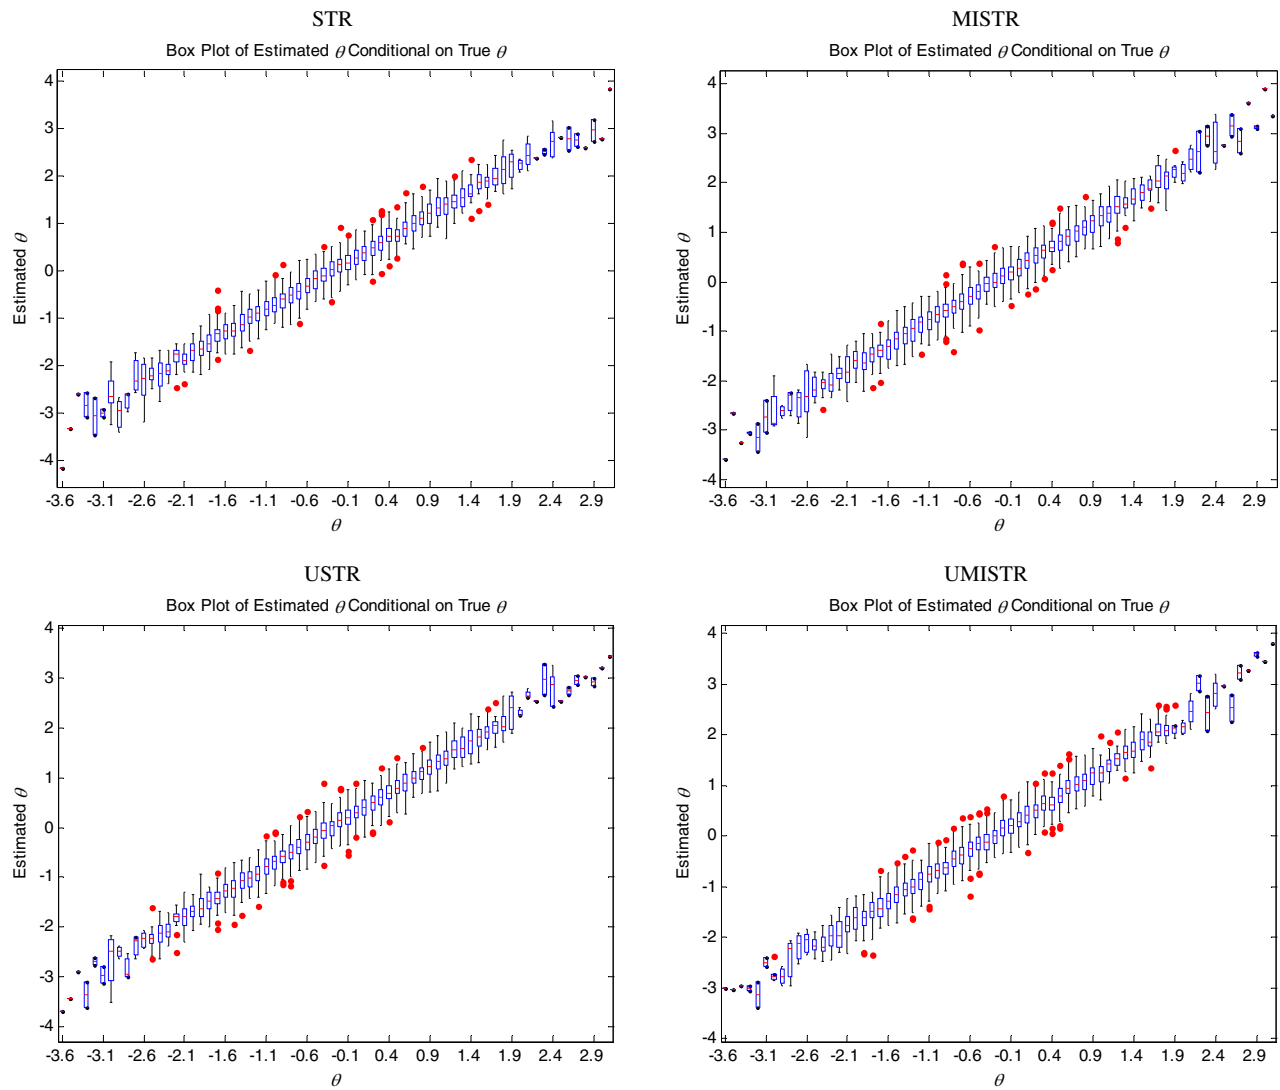 STR
Box Plot of Estimated θ Conditional on True θ
4
3
2
1
0
-1
-2
-3
-4
Estimated θ
-3.6 -3.1 -2.6 -2.1 -1.6 -1.1 -0.6 -0.1 0.4 0.9 1.4 1.9 2.4 2.9
θ
MISTR
Box Plot of Estimated θ Conditional on True θ
4
3
2
1
0
-1
-2
-3
-4
Estimated θ
-3.6 -3.1 -2.6 -2.1 -1.6 -1.1 -0.6 -0.1 0.4 0.9 1.4 1.9 2.4 2.9
θ
USTR
Box Plot of Estimated θ Conditional on True θ
4
3
2
1
0
-1
-2
-3
-4
Estimated θ
-3.6 -3.1 -2.6 -2.1 -1.6 -1.1 -0.6 -0.1 0.4 0.9 1.4 1.9 2.4 2.9
θ
UMISTR
Box Plot of Estimated θ Conditional on True θ
4
3
2
1
0
-1
-2
-3
-4
Estimated θ
-3.6 -3.1 -2.6 -2.1 -1.6 -1.1 -0.6 -0.1 0.4 0.9 1.4 1.9 2.4 2.9
θ